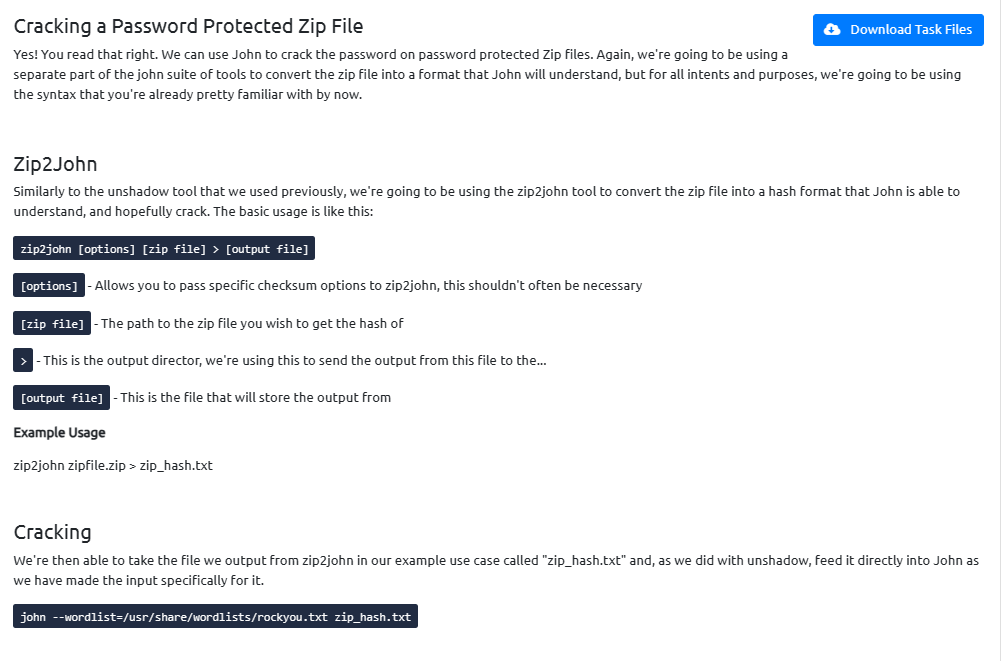 Cracking a Password Protected Zip File
Download Task Files
Yes! You read that right. We can use John to crack the password on password protected Zip files. Again, we're going to be using a
separate part of the john suite of tools to convert the zip file into a format that John will understand, but for all intents and purposes, we're going to be using
the syntax that you're already pretty familiar with by now.
Zip2John
Similarly to the unshadow tool that we used previously, we're going to be using the zip2john tool to convert the zip file into a hash format that John is able to
understand, and hopefully crack. The basic usage is like this:
zip2john [options] [zip file] > [output file]
[options] - Allows you to pass specific checksum options to zip2john, this shouldn't often be necessary
[zip file] - The path to the zip file you wish to get the hash of
> - This is the output director, we're using this to send the output from this file to the...
[output file] - This is the file that will store the output from
Example Usage
zip2john zipfile.zip > zip_hash.txt
Cracking
We're then able to take the file we output from zip2john in our example use case called "zip_hash.txt" and, as we did with unshadow, feed it directly into John as
we have made the input specifically for it.
john --wordlist=/usr/share/wordlists/rockyou.txt zip_hash.txt